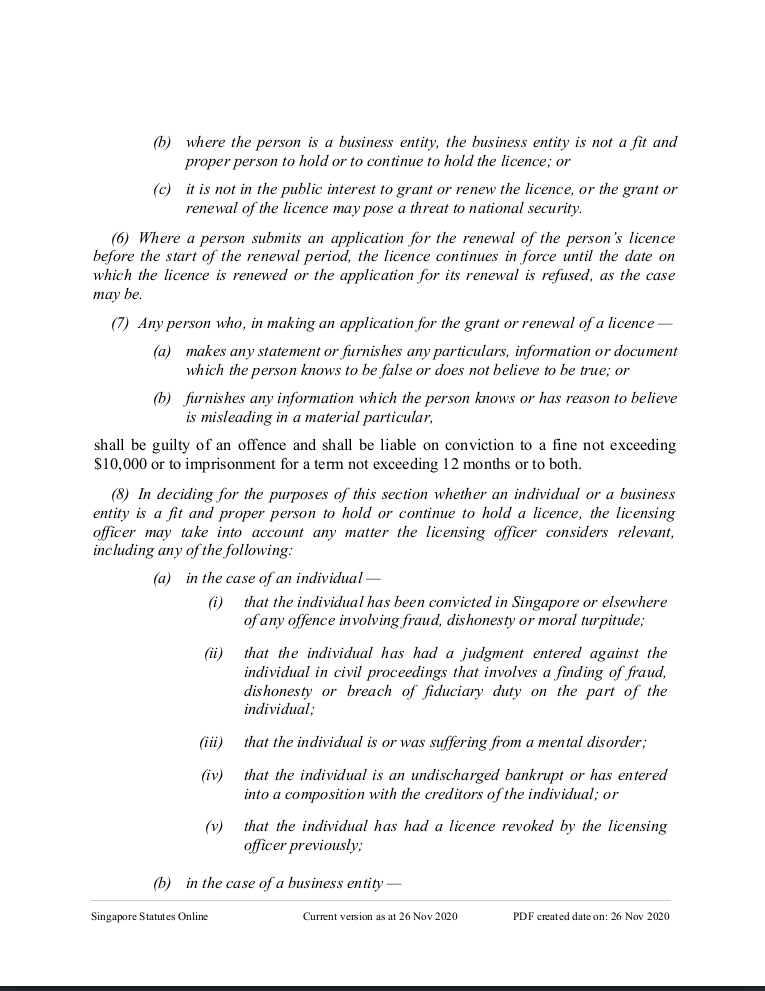 (b) where the person is a business entity, the business entity is not a fit and
proper person to hold or to continue to hold the licence; or
(c) it is not in the public interest to grant or renew the licence, or the grant or
renewal of the licence may pose a threat to national security.
(6) Where a person submits an application for the renewal of the person’s licence
before the start of the renewal period, the licence continues in force until the date on
which the licence is renewed or the application for its renewal is refused, as the case
may be.
(7) Any person who, in making an application for the grant or renewal of a licence —
(a) makes any statement or furnishes any particulars, information or document
which the person knows to be false or does not believe to be true; or
(b) furnishes any information which the person knows or has reason to believe
is misleading in a material particular,
shall be guilty of an offence and shall be liable on conviction to a fine not exceeding
$10,000 or to imprisonment for a term not exceeding 12 months or to both.
(8) In deciding for the purposes of this section whether an individual or a business
entity is a fit and proper person to hold or continue to hold a licence, the licensing
officer may take into account any matter the licensing officer considers relevant,
including any of the following:
(a) in the case of an individual —
(i) that the individual has been convicted in Singapore or elsewhere
of any offence involving fraud, dishonesty or moral turpitude;
(ii) that the individual has had a judgment entered against the
individual in civil proceedings that involves a finding of fraud,
dishonesty or breach of fiduciary duty on the part of the
individual;
(iii) that the individual is or was suffering from a mental disorder;
(iv) that the individual is an undischarged bankrupt or has entered
into a composition with the creditors of the individual; or
(v) that the individual has had a licence revoked by the licensing
officer previously;
(b) in the case of a business entity —
Singapore Statutes Online Current version as at 26 Nov 2020 PDF created date on: 26 Nov 2020